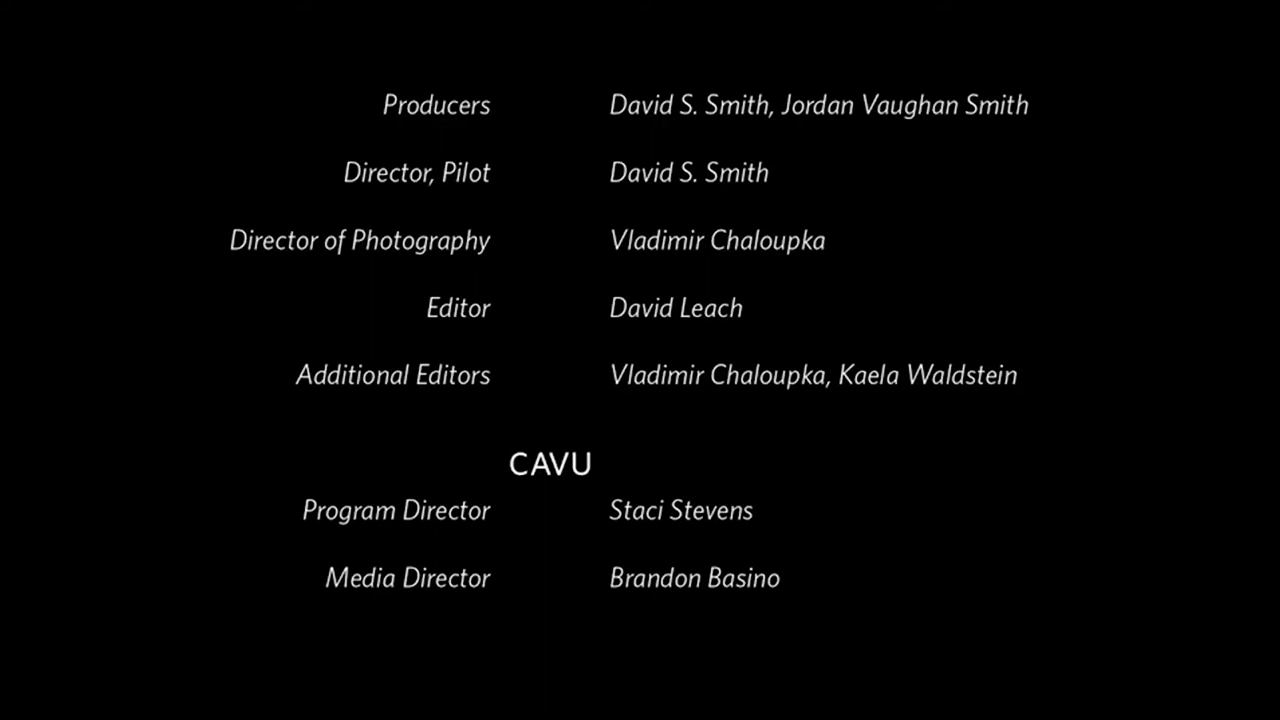 Producers David S. Smith, Jordan Vaughan Smith
Director, Pilot David S. Smith
Director of Photography Vladimir Chaloupka
Editor David Leach
Additional Editors Vladimir Chaloupka, Kaela Waldstein
CAVU
Program Director Staci Stevens
Media Director Brandon Basino